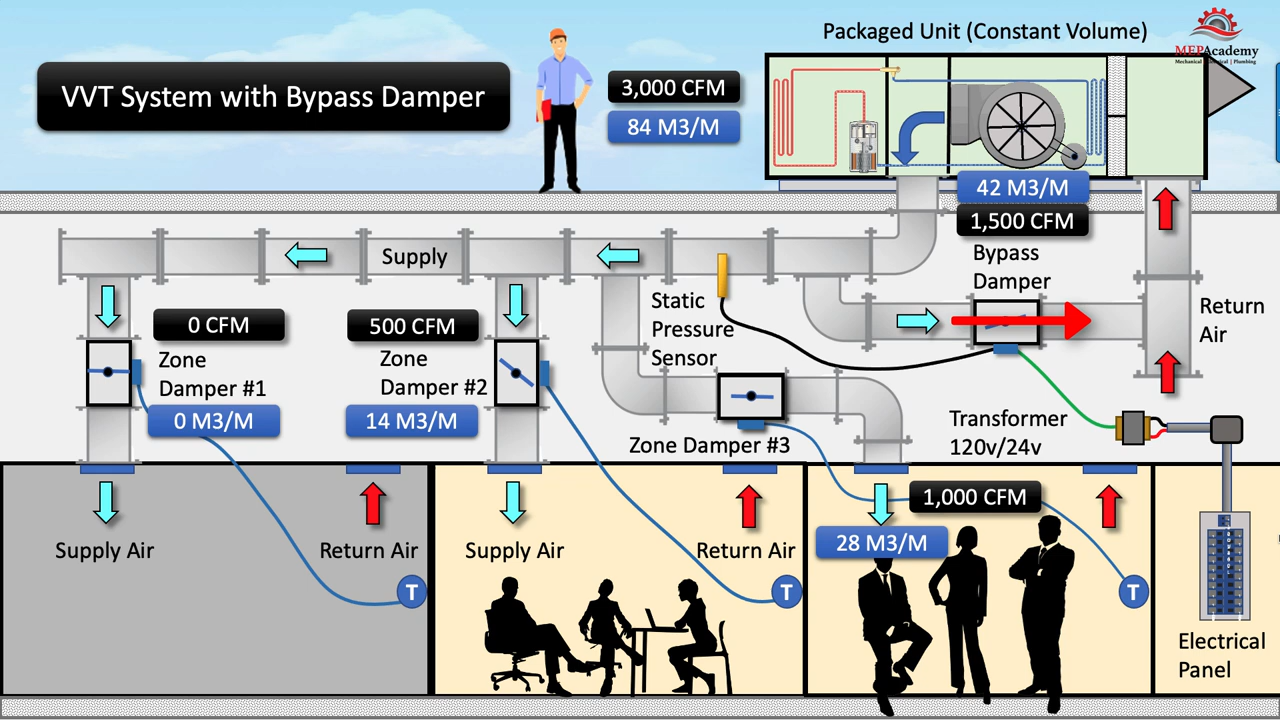 Packaged Unit (Constant Volume)
MEPAcademy
Mechanical | Electrical | Plumbing
VVT System with Bypass Damper
3,000 CFM
84 M3/M
42 M3/M
1,500 CFM
Bypass
Damper
Supply
Static
Pressure
Sensor
Return
Air
0 CFM
Zone
Damper #1
0 M3/M
500 CFM
Zone
Damper #2
14 M3/M
Zone Damper #3
Transformer
120v/24v
1,000 CFM
28 M3/M
Supply Air
Return Air
T
Supply Air
Return Air
T
T
Electrical
Panel